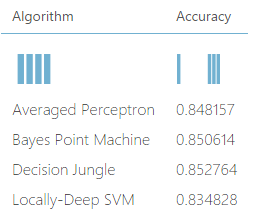 Algorithm Accuracy
Averaged Perceptron 0.848157
Bayes Point Machine 0.850614
Decision Jungle 0.852764
Locally-Deep SVM 0.834828